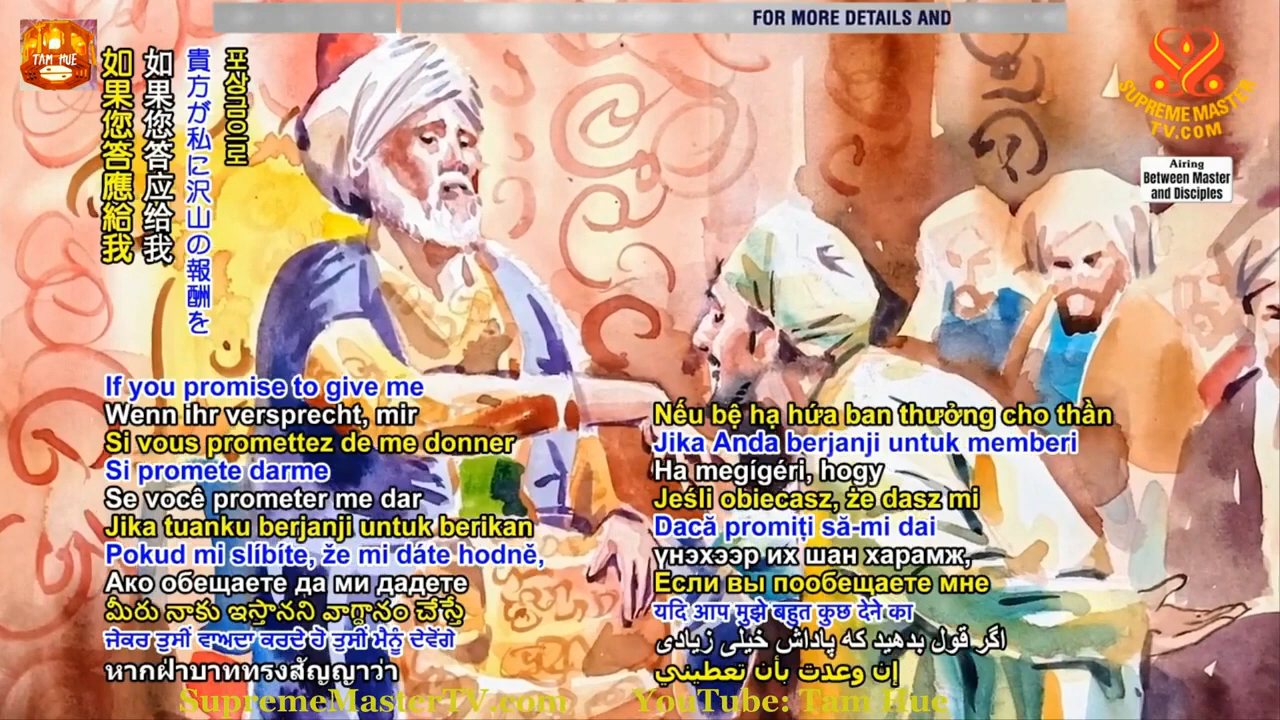 FOR MORE DETAILS AND
TAM HUE
SUPREME MASTER
TV.COM
Airing
Between Master
and Disciples
포상금으로
貴方が私に沢山の報酬を
如果您答应给我
如果您答應給我
If you promise to give me
Wenn ihr versprecht, mir
Si vous promettez de me donner
Si promete darme
Se você prometer me dar
Jika tuanku berjanji untuk berikan
Pokud mi slíbíte, že mi dáte hodně,
Ако обещаете да ми дадете
మీరు నాకు ఇస్తానని వాగ్దానం చేస్తే
ਜੇਕਰ ਤੁਸੀਂ ਵਾਅਦਾ ਕਰਦੇ ਹੋ ਤੁਸੀਂ ਮੈਨੂੰ ਦੇਵੋਂਗੇ
หากฝ่าบาททรงสัญญาว่า
Nếu bệ hạ hứa ban thưởng cho thần
Jika Anda berjanji untuk memberi
Ha megígéri, hogy
Jeśli obiecasz, że dasz mi
Dacă promiți să-mi dai
үнэхээр их шан харамж,
Если вы пообещаете мне
यदि आप मुझे बहुत कुछ देने का
اگر قول بدهید که پاداش خیلی زیادی
إن وعدت بأن تعطيني
SupremeMasterTV.com
YouTube: Tam Hue